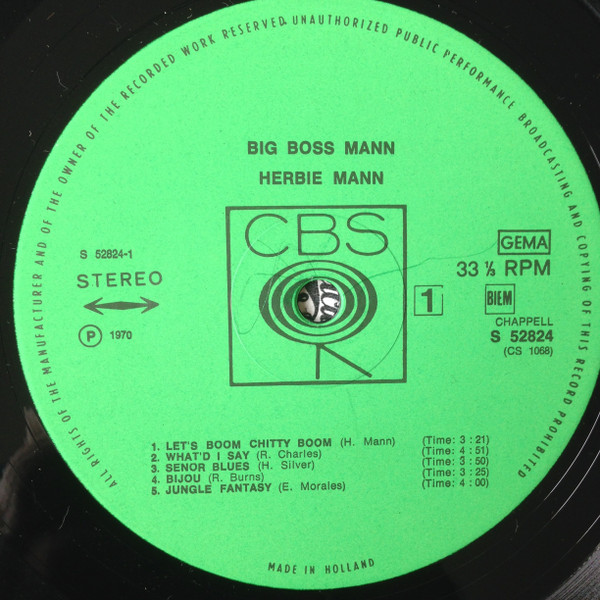 ALL RIGHTS OF THE MANUFACTURER AND OF THE OWNER OF THE RECORDED WORK RESERVED. UNAUTHORIZED PUBLIC PERFORMANCE BROADCASTING AND COPYING OF THIS RECORD PROHIBITED
BIG BOSS MANN
HERBIE MANN
CBS
S 52824-1
STEREO
P 1970
GEMA
33 ⅓ RPM
1
BIEM
CHAPPELL
S 52824
(CS 1068)
1. LET'S BOOM CHITTY BOOM (H. Mann) (Time: 3 : 21)
2. WHAT'D I SAY (R. Charles) (Time: 4 : 51)
3. SENOR BLUES (H. Silver) (Time: 3 : 50)
4. BIJOU (R. Burns) (Time: 3 : 25)
5. JUNGLE FANTASY (E. Morales) (Time: 4 : 00)
MADE IN HOLLAND